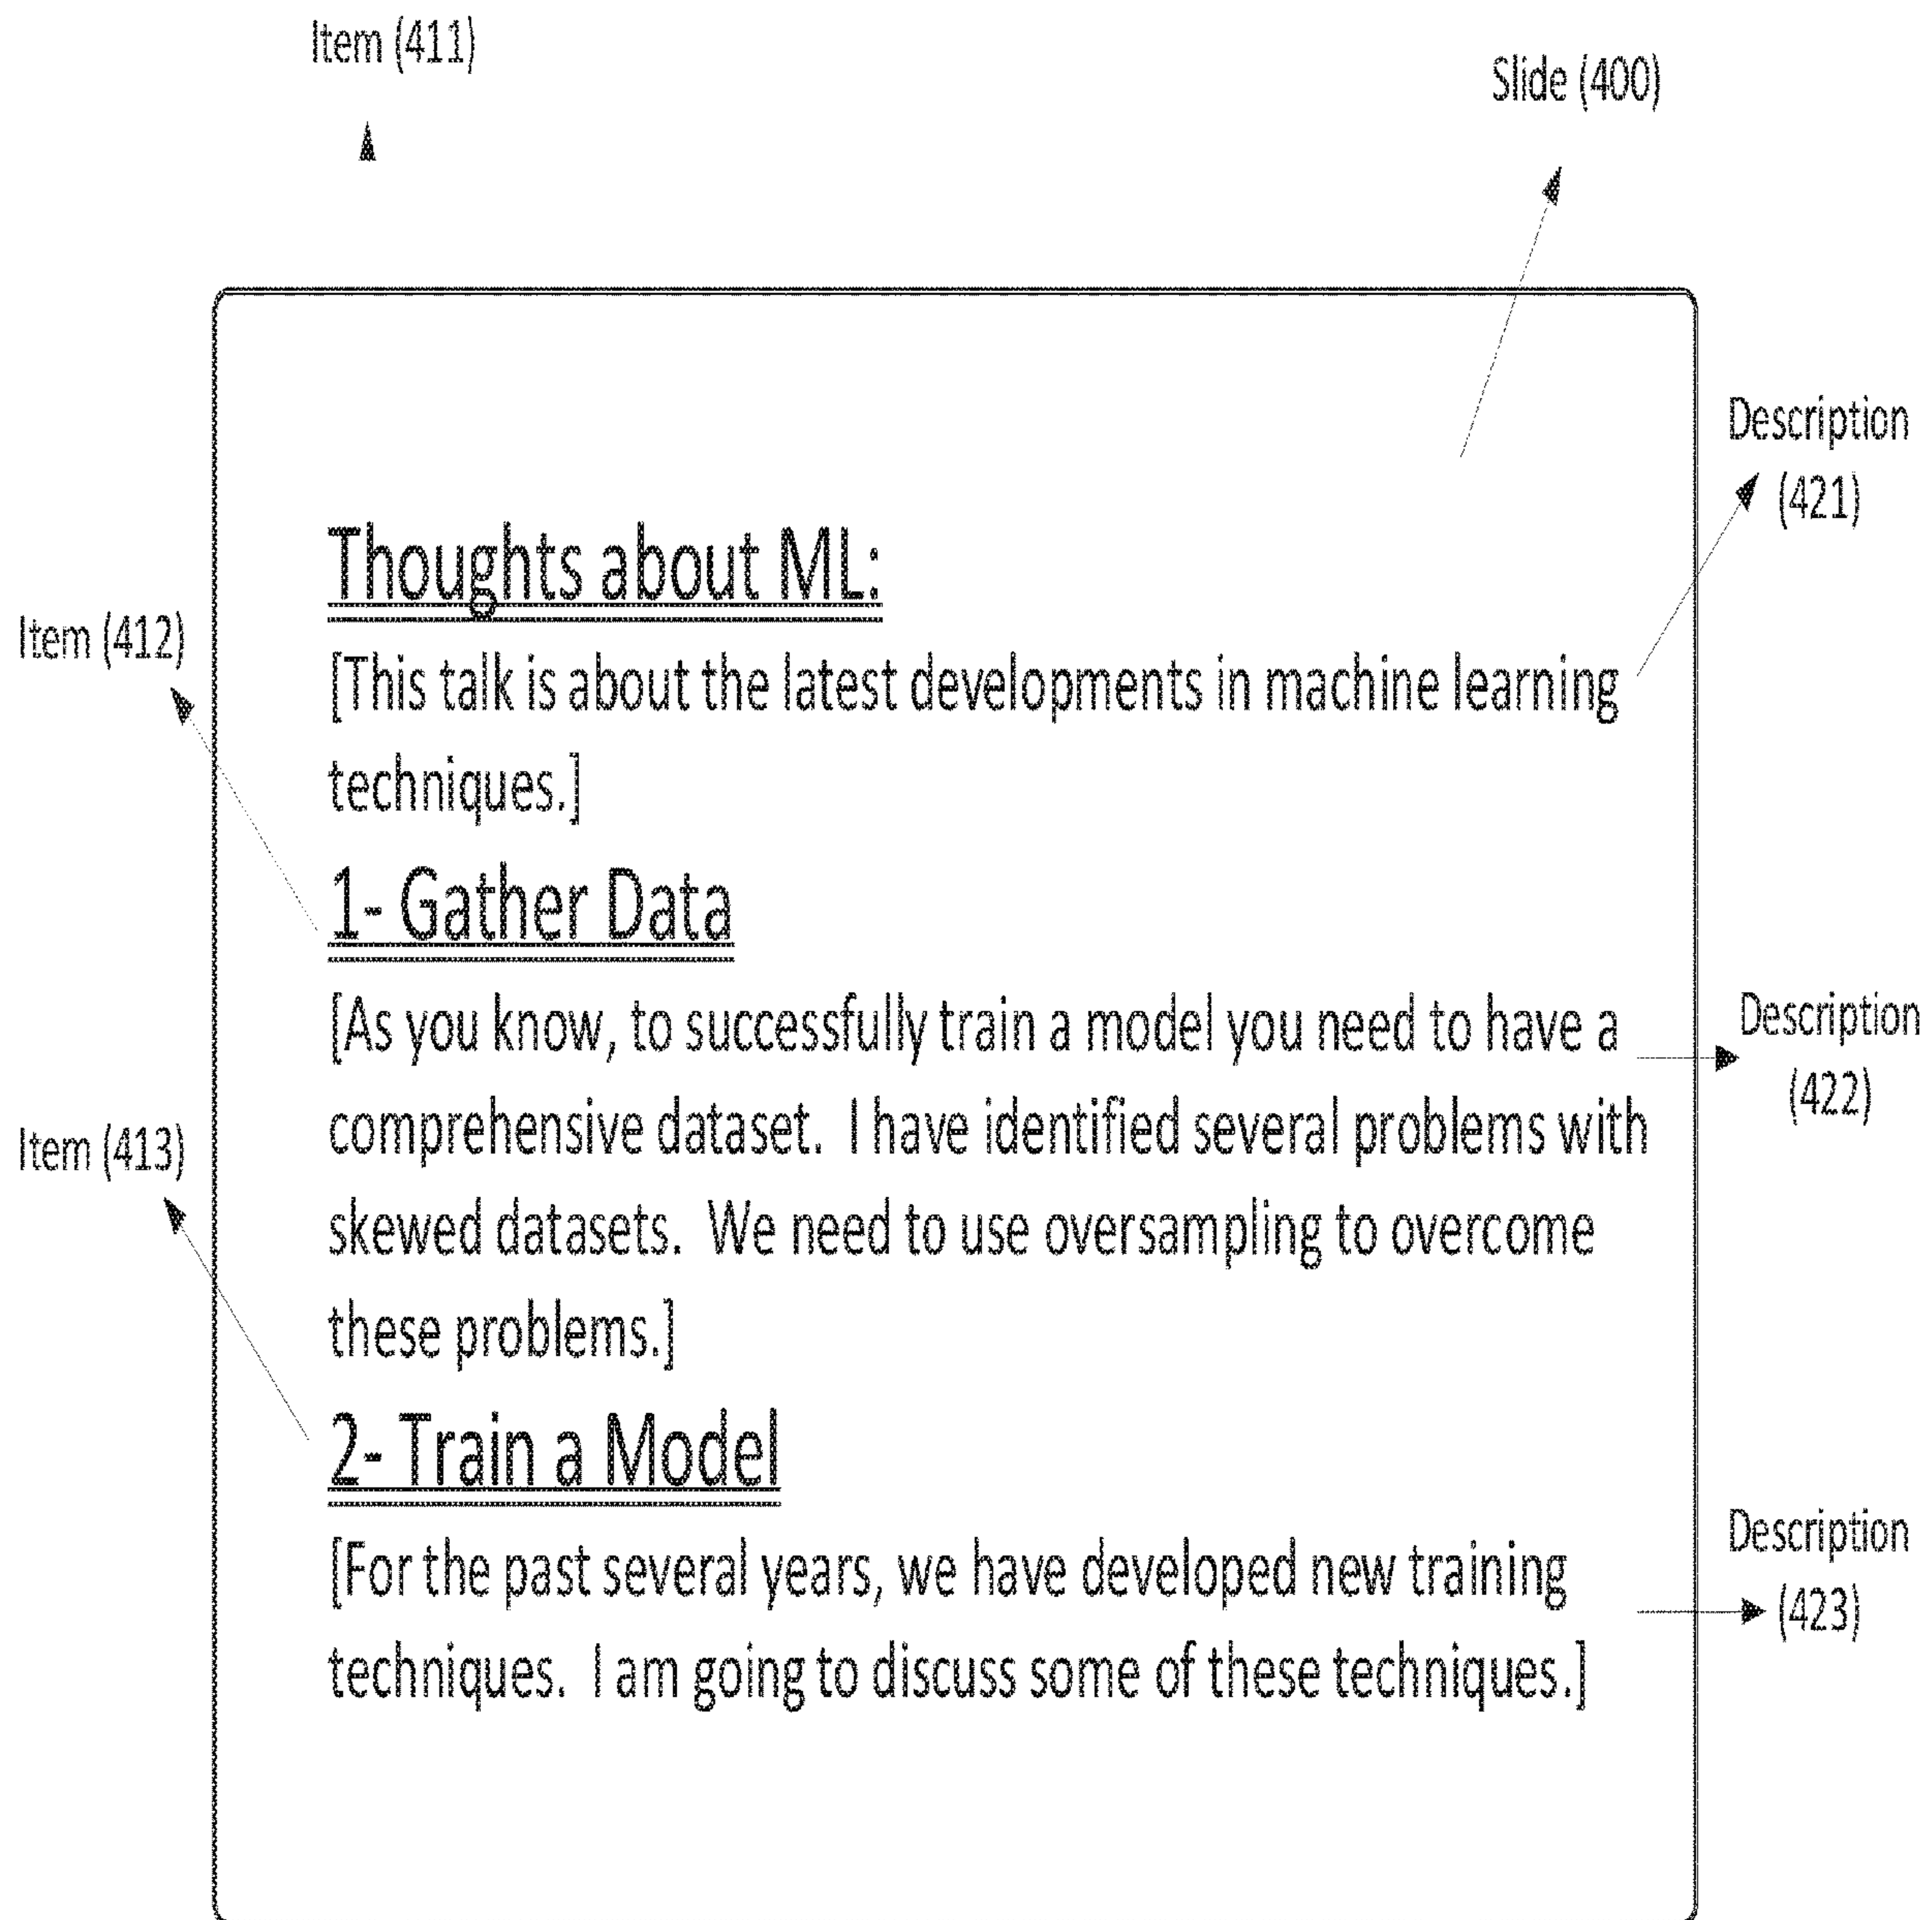 Item (411)
Slide (400)
Description
(421)
Thoughts about ML:
Item (412)
[This talk is about the latest developments in machine learning
techniques.]
1- Gather Data
[As you know, to successfully train a model you need to have a
Description
(422)
comprehensive dataset.  I have identified several problems with
Item (413)
skewed datasets.  We need to use oversampling to overcome
these problems.]
2- Train a Model
[For the past several years, we have developed new training
Description
(423)
techniques.  I am going to discuss some of these techniques.]